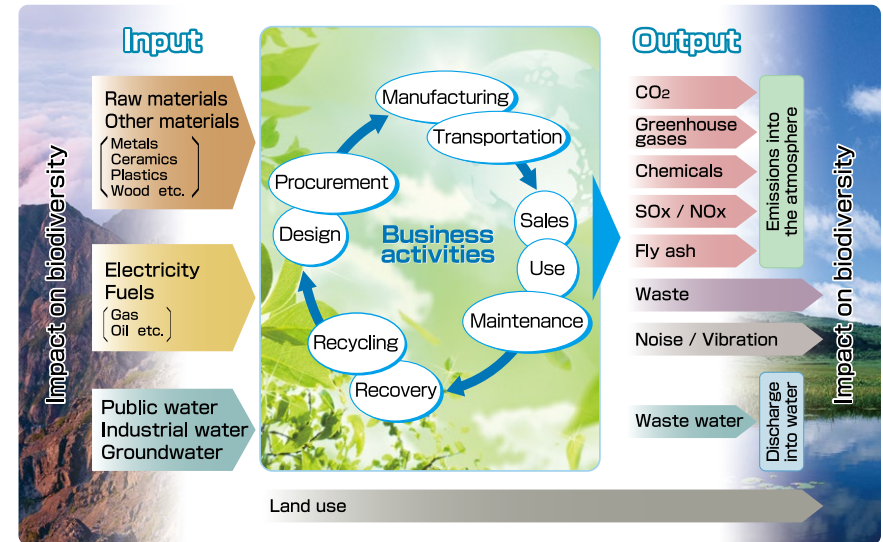 Input
Output
Impact on biodiversity
Raw materials
Other materials
Metals
Ceramics
Plastics
Wood etc.
Electricity
Fuels
Gas
Oil etc.
Public water
Industrial water
Groundwater
Manufacturing
Transportation
Procurement
Design
Business
activities
Sales
Use
Maintenance
Recycling
Recovery
CO₂
Greenhouse
gases
Chemicals
SOx / NOx
Fly ash
Emissions into
the atmosphere
Waste
Noise / Vibration
Waste water
Discharge
into water
Impact on biodiversity
Land use